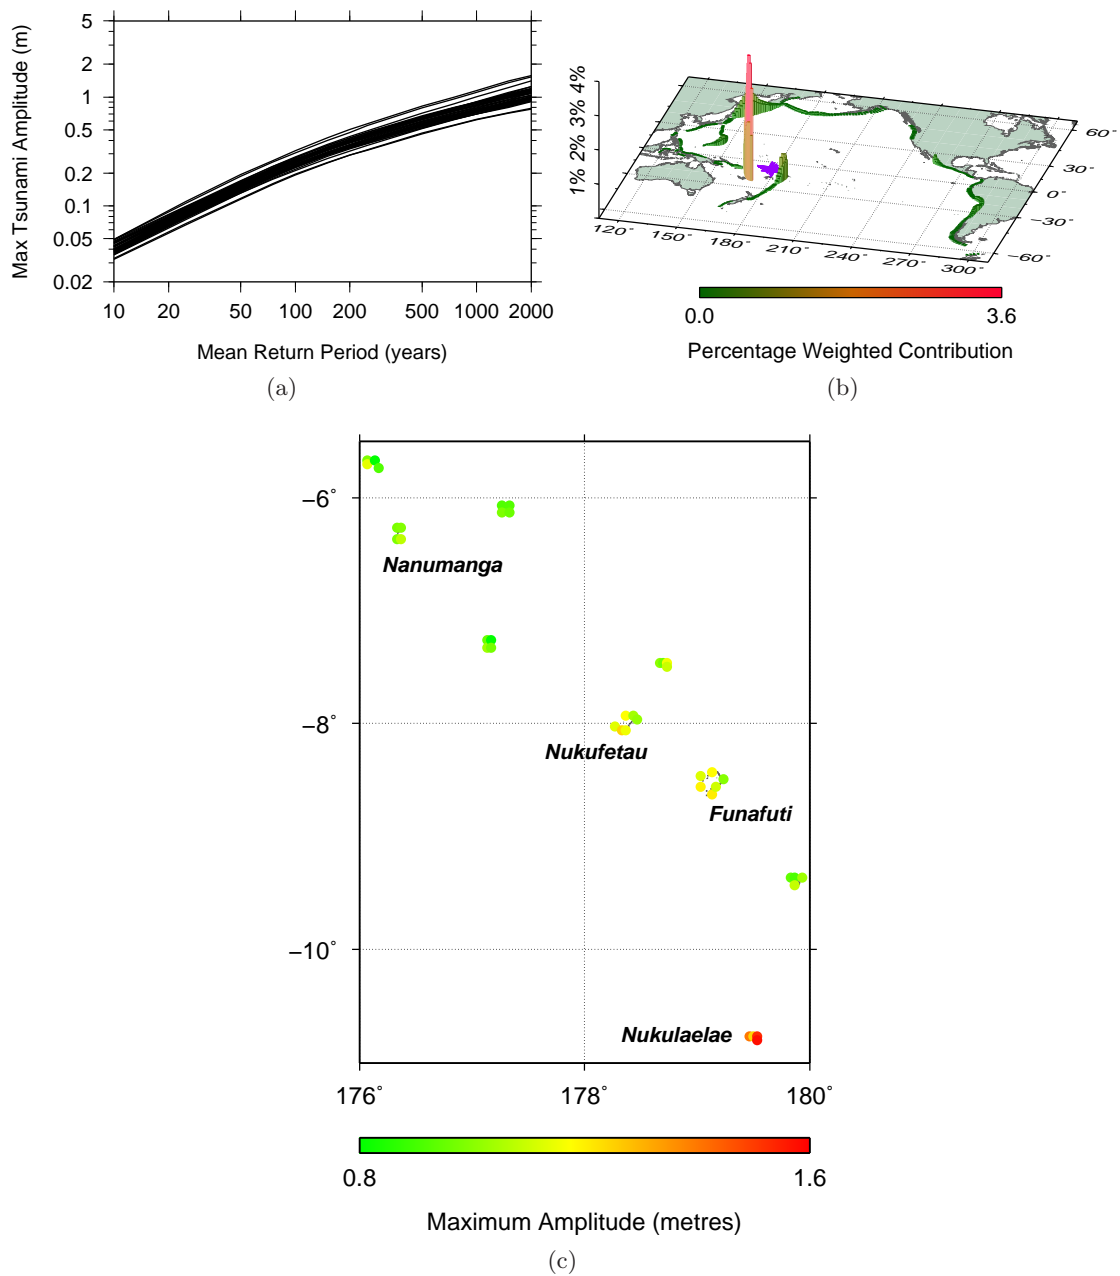 Max Tsunami Amplitude (m)
5
2
1
0.5
0.2
0.1
0.05
0.02
10 20 50 100 200 500 1000 2000
Mean Return Period (years)
(a)
1% 2% 3% 4%
120° 150° 180° 210° 240° 270° 300°
60°
30°
0°
−30°
−60°
0.0 3.6
Percentage Weighted Contribution
(b)
−6°
−8°
−10°
Nanumanga
Nukufetau
Funafuti
Nukulaelae
176° 178° 180°
0.8 1.6
Maximum Amplitude (metres)
(c)